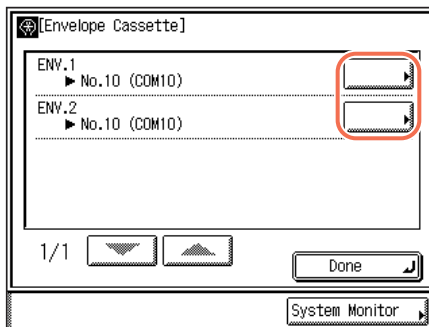 [Envelope Cassette]
ENV.1
▶ No.10 (COM10)
ENV.2
▶ No.10 (COM10)
1/1
Done
System Monitor